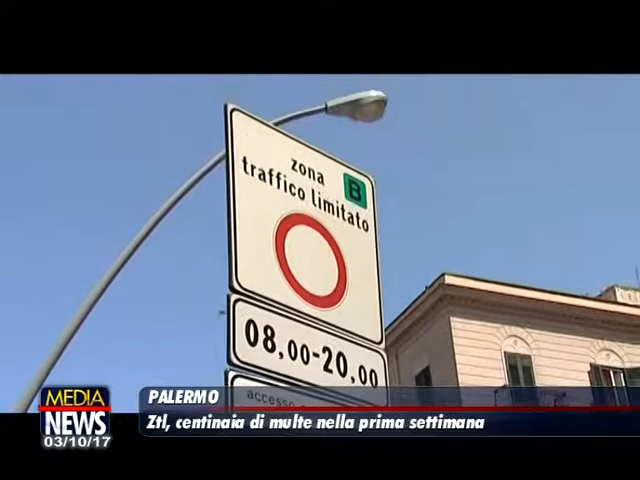 zona
traffico limitato
B
08,00-20,00
accesso
MEDIA
NEWS
03/10/17
PALERMO
Ztl, centinaia di multe nella prima settimana